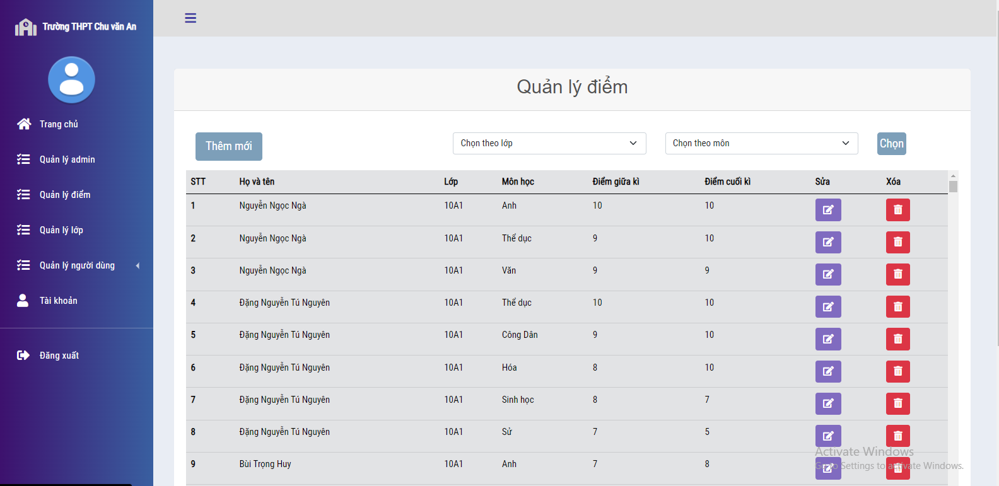 Trường THPT Chu văn An
Trang chủ
Quản lý admin
Quản lý điểm
Quản lý lớp
Quản lý người dùng
Tài khoản
Đăng xuất
Quản lý điểm
Thêm mới
Chọn theo lớp
Chọn theo môn
Chọn
STT Họ và tên Lớp Môn học Điểm giữa kì Điểm cuối kì Sửa Xóa
1 Nguyễn Ngọc Ngà 10A1 Anh 10 10
2 Nguyễn Ngọc Ngà 10A1 Thể dục 9 10
3 Nguyễn Ngọc Ngà 10A1 Văn 9 9
4 Đặng Nguyễn Tú Nguyên 10A1 Thể dục 10 10
5 Đặng Nguyễn Tú Nguyên 10A1 Công Dân 9 10
6 Đặng Nguyễn Tú Nguyên 10A1 Hóa 8 10
7 Đặng Nguyễn Tú Nguyên 10A1 Sinh học 8 7
8 Đặng Nguyễn Tú Nguyên 10A1 Sử 7 5
9 Bùi Trọng Huy 10A1 Anh 7 8
Activate Windows
Go to Settings to activate Windows.